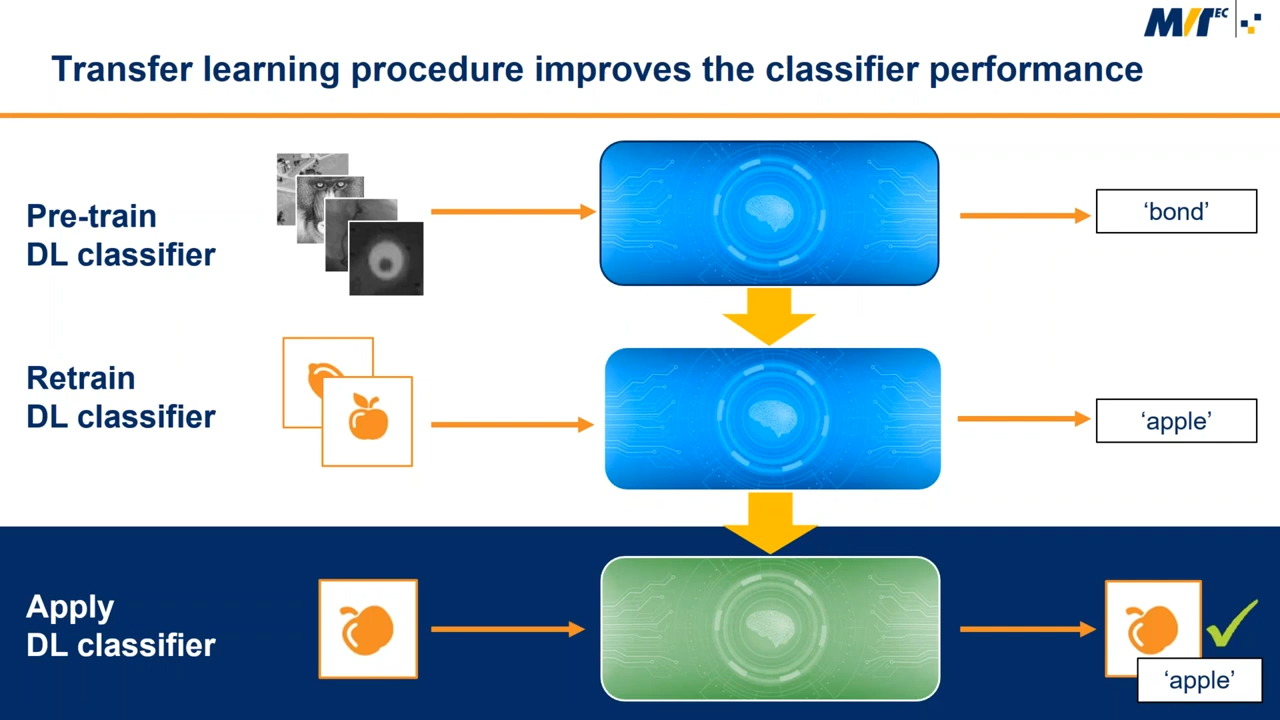 MVTEC
Transfer learning procedure improves the classifier performance
Pre-train
DL classifier
‘bond’
Retrain
DL classifier
‘apple’
Apply
DL classifier
‘apple’